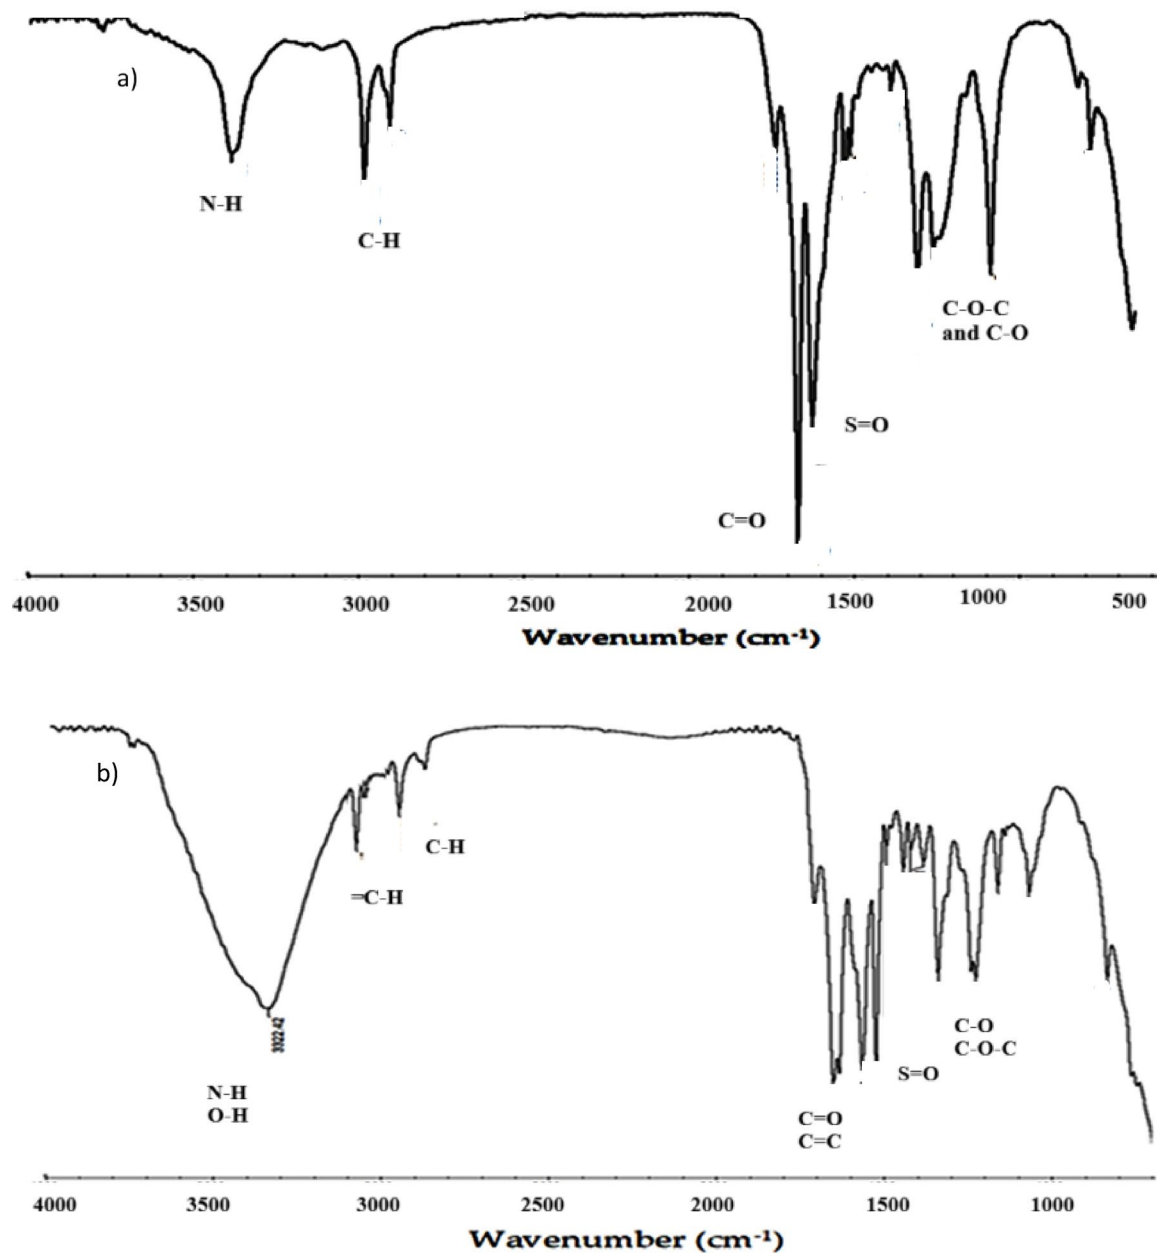 a)
N-H
C-H
C-O-C
and C-O
S=O
C=O
4000 3500 3000 2500 2000 1500 1000 500
Wavenumber (cm-1)
b)
C-H
=C-H
3322.42
C-O
C-O-C
S=O
N-H
O-H
C=O
C=C
4000 3500 3000 2500 2000 1500 1000
Wavenumber (cm-1)